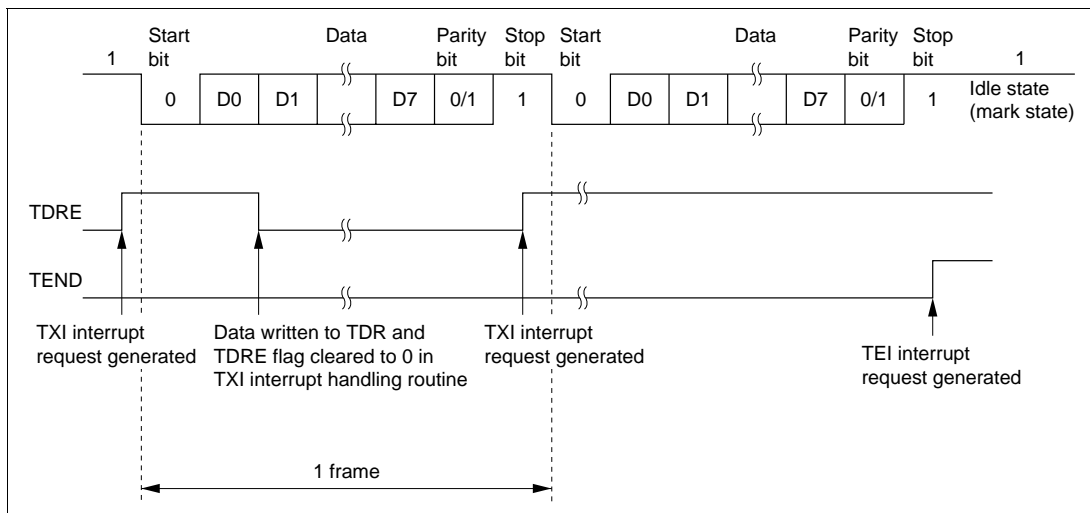 Start bit
Data
Parity bit
Stop bit
Start bit
Data
Parity bit
Stop bit
1
1
0
D0
D1
D7
0/1
1
0
D0
D1
D7
0/1
1
Idle state
(mark state)
TDRE
TEND
TXI interrupt
request generated
Data written to TDR and
TDRE flag cleared to 0 in
TXI interrupt handling routine
TXI interrupt
request generated
TEI interrupt
request generated
1 frame